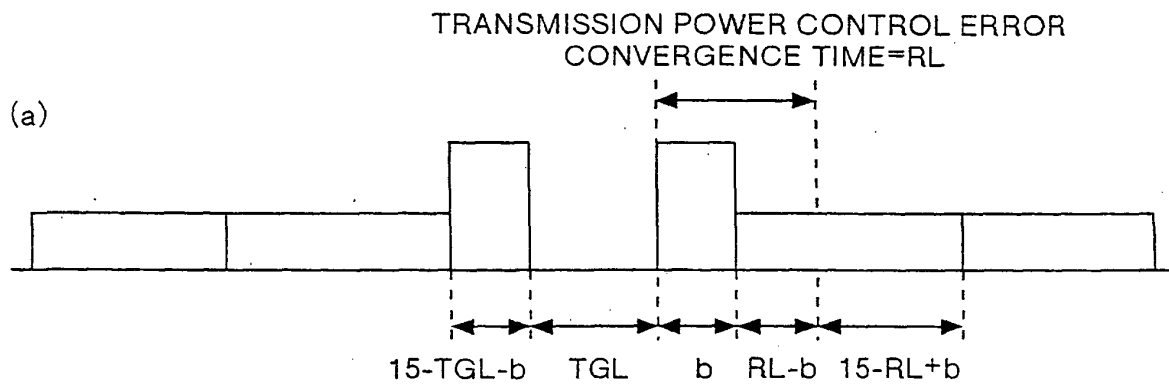 TRANSMISSION POWER CONTROL ERROR
CONVERGENCE TIME=RL
(a)
15-TGL-b TGL b RL-b 15-RL+b